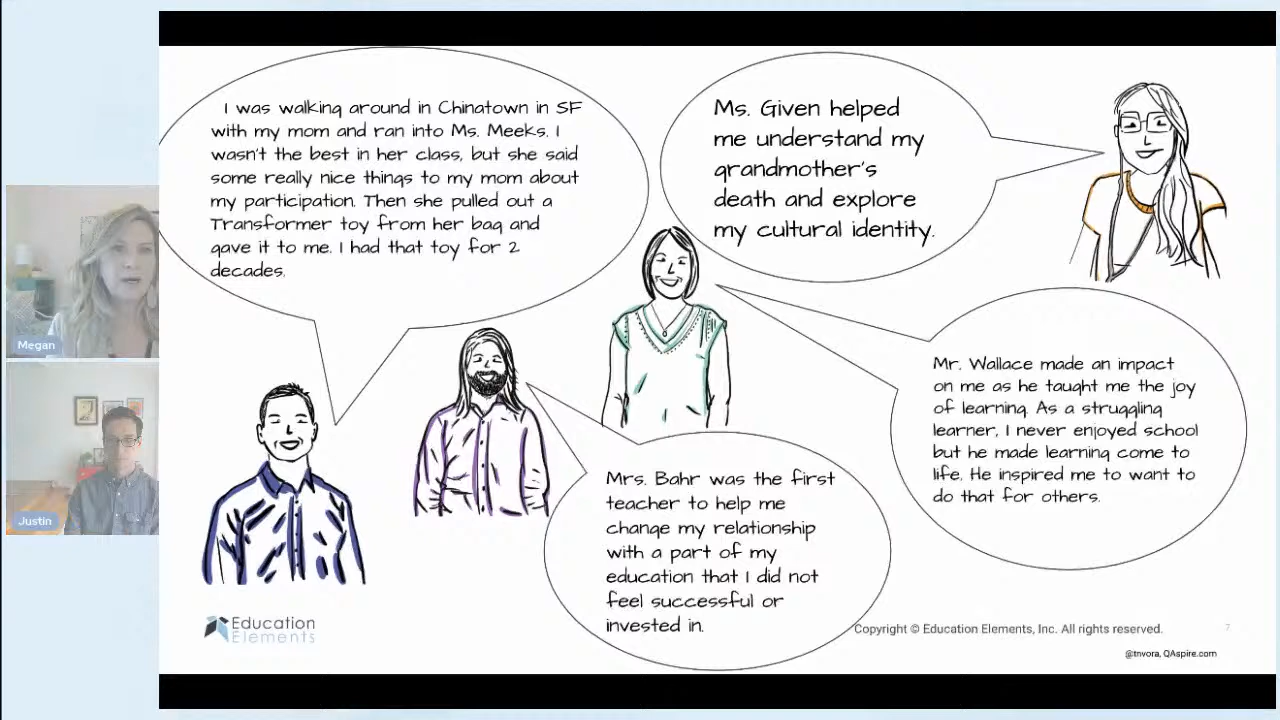 I was walking around in Chinatown in SF
with my mom and ran into Ms. Meeks. I
wasn't the best in her class, but she said
some really nice things to my mom about
my participation. Then she pulled out a
Transformer toy from her bag and
gave it to me. I had that toy for 2
decades.
Ms. Given helped
me understand my
grandmother's
death and explore
my cultural identity.
Mr. Wallace made an impact
on me as he taught me the joy
of learning. As a struggling
learner, I never enjoyed school
but he made learning come to
life. He inspired me to want to
do that for others.
Mrs. Bahr was the first
teacher to help me
change my relationship
with a part of my
education that I did not
feel successful or
invested in.
Megan
Justin
Education
Elements
Copyright © Education Elements, Inc. All rights reserved.
7
@tnvora, QAspire.com